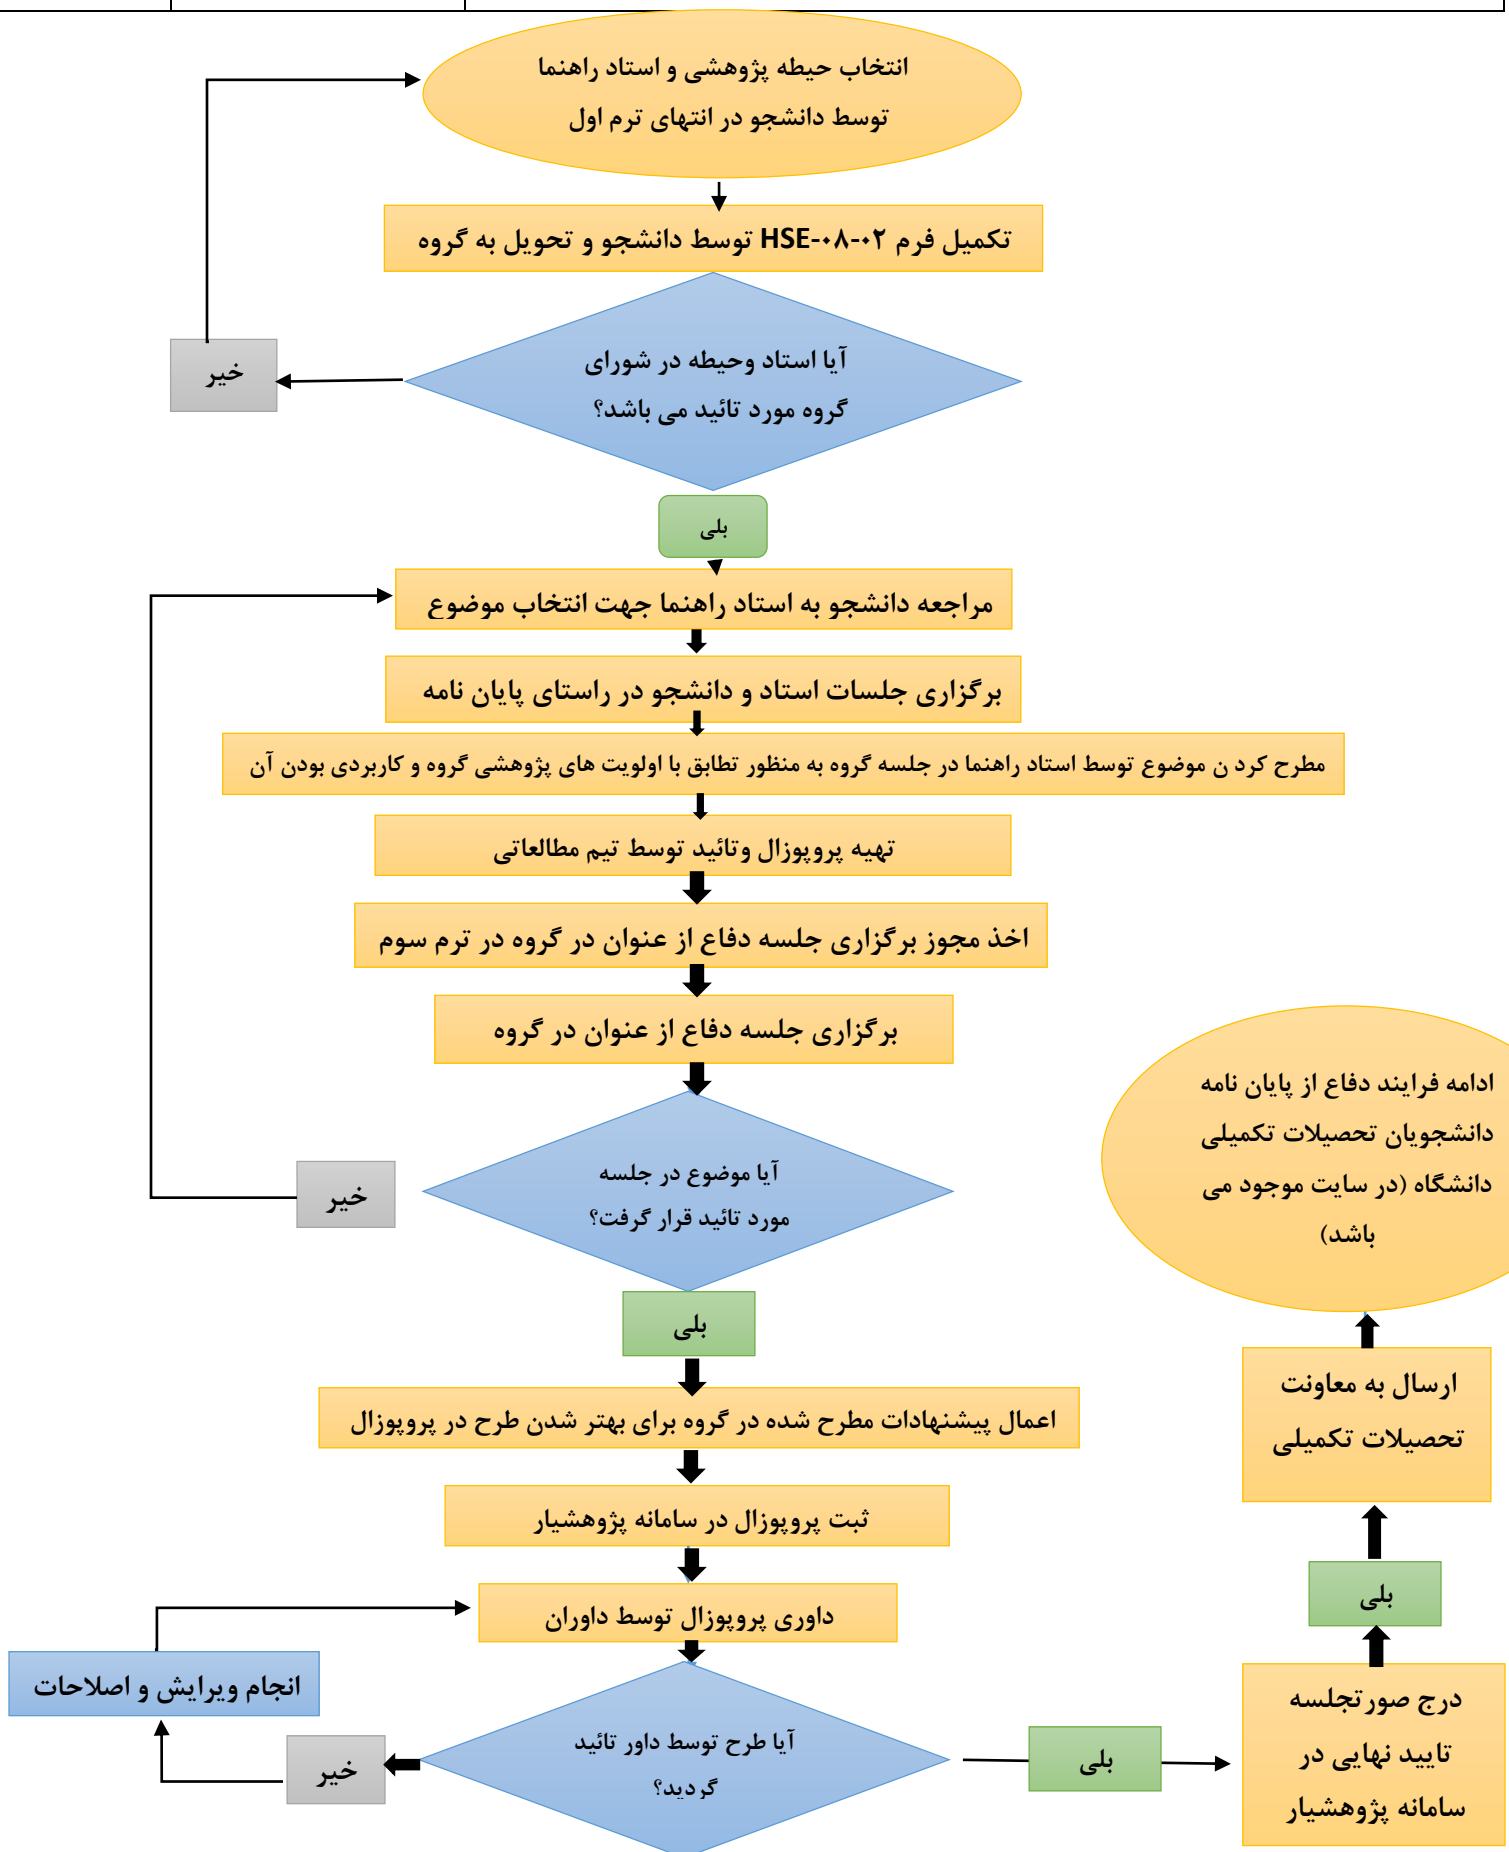 انتخاب حیطه پژوهشی و استاد راهنما
توسط دانشجو در انتهای ترم اول
تکمیل فرم HSE-۰۸-۰۲ توسط دانشجو و تحویل به گروه
آیا استاد وحیطه در شورای
گروه مورد تائید می باشد؟
خیر
بلی
مراجعه دانشجو به استاد راهنما جهت انتخاب موضوع
برگزاری جلسات استاد و دانشجو در راستای پایان نامه
مطرح کرد ن موضوع توسط استاد راهنما در جلسه گروه به منظور تطابق با اولویت های پژوهشی گروه و کاربردی بودن آن
تهیه پروپوزال وتائید توسط تیم مطالعاتی
اخذ مجوز برگزاری جلسه دفاع از عنوان در گروه در ترم سوم
برگزاری جلسه دفاع از عنوان در گروه
آیا موضوع در جلسه
مورد تائید قرار گرفت؟
خیر
بلی
اعمال پیشنهادات مطرح شده در گروه برای بهتر شدن طرح در پروپوزال
ثبت پروپوزال در سامانه پژوهشیار
داوری پروپوزال توسط داوران
انجام ویرایش و اصلاحات
آیا طرح توسط داور تائید
گردید؟
خیر
بلی
درج صورتجلسه
تایید نهایی در
سامانه پژوهشیار
بلی
ارسال به معاونت
تحصیلات تکمیلی
ادامه فرایند دفاع از پایان نامه
دانشجویان تحصیلات تکمیلی
دانشگاه (در سایت موجود می
باشد)